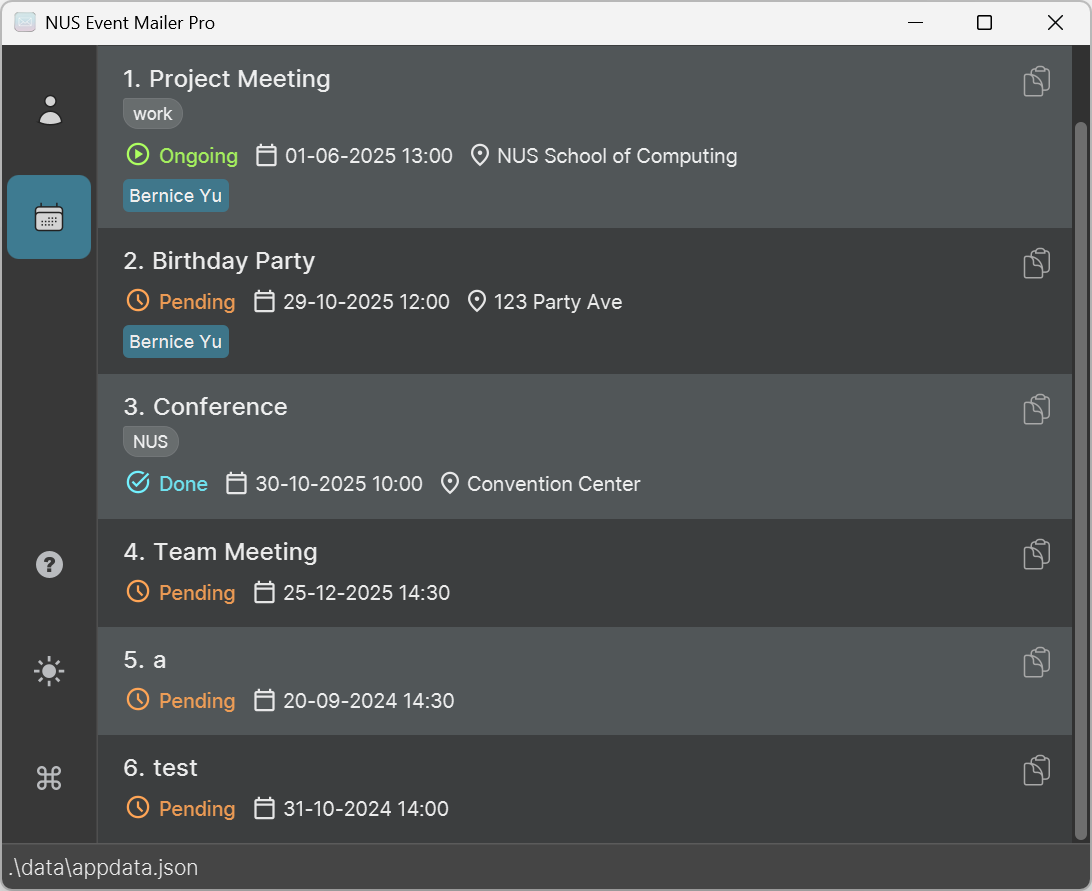 NUS Event Mailer Pro
1. Project Meeting
work
Ongoing 01-06-2025 13:00 NUS School of Computing
Bernice Yu
2. Birthday Party
Pending 29-10-2025 12:00 123 Party Ave
Bernice Yu
3. Conference
NUS
Done 30-10-2025 10:00 Convention Center
4. Team Meeting
Pending 25-12-2025 14:30
5. a
Pending 20-09-2024 14:30
6. test
Pending 31-10-2024 14:00
?
.\data\appdata.json